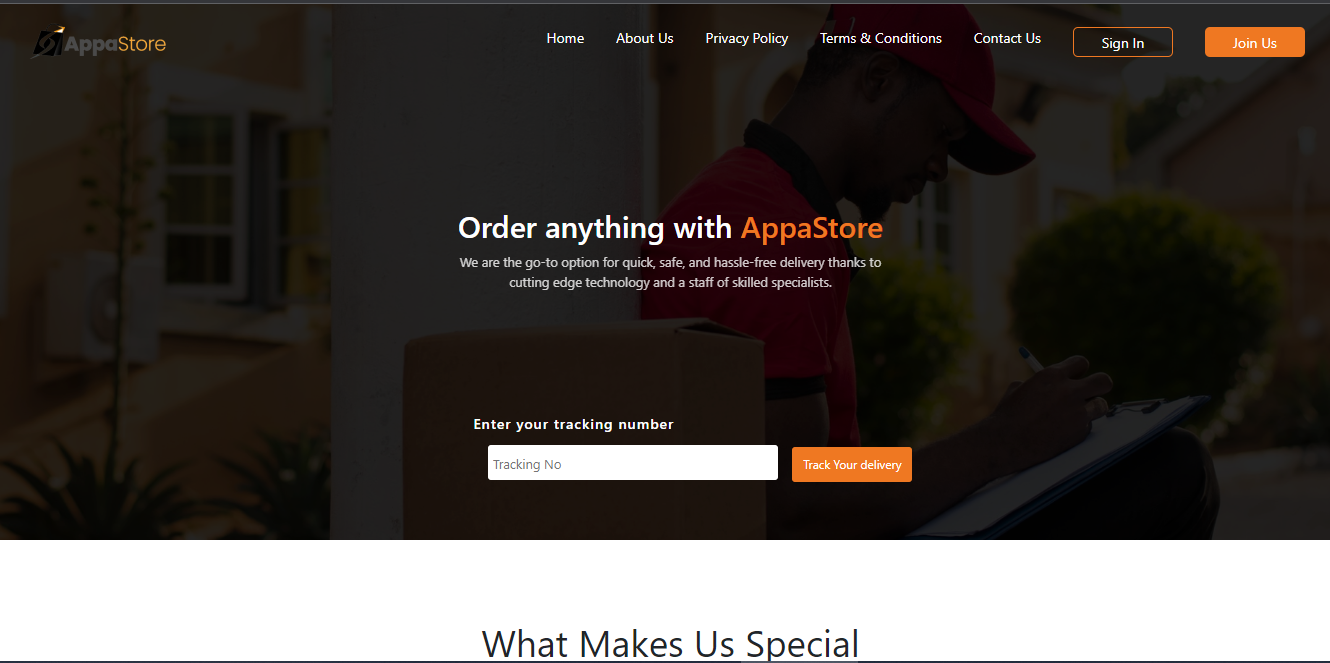 AppaStore
Home
About Us
Privacy Policy
Terms & Conditions
Contact Us
Sign In
Join Us
Order anything with AppaStore
We are the go-to option for quick, safe, and hassle-free delivery thanks to
cutting edge technology and a staff of skilled specialists.
Enter your tracking number
Tracking No
Track Your delivery
What Makes Us Special